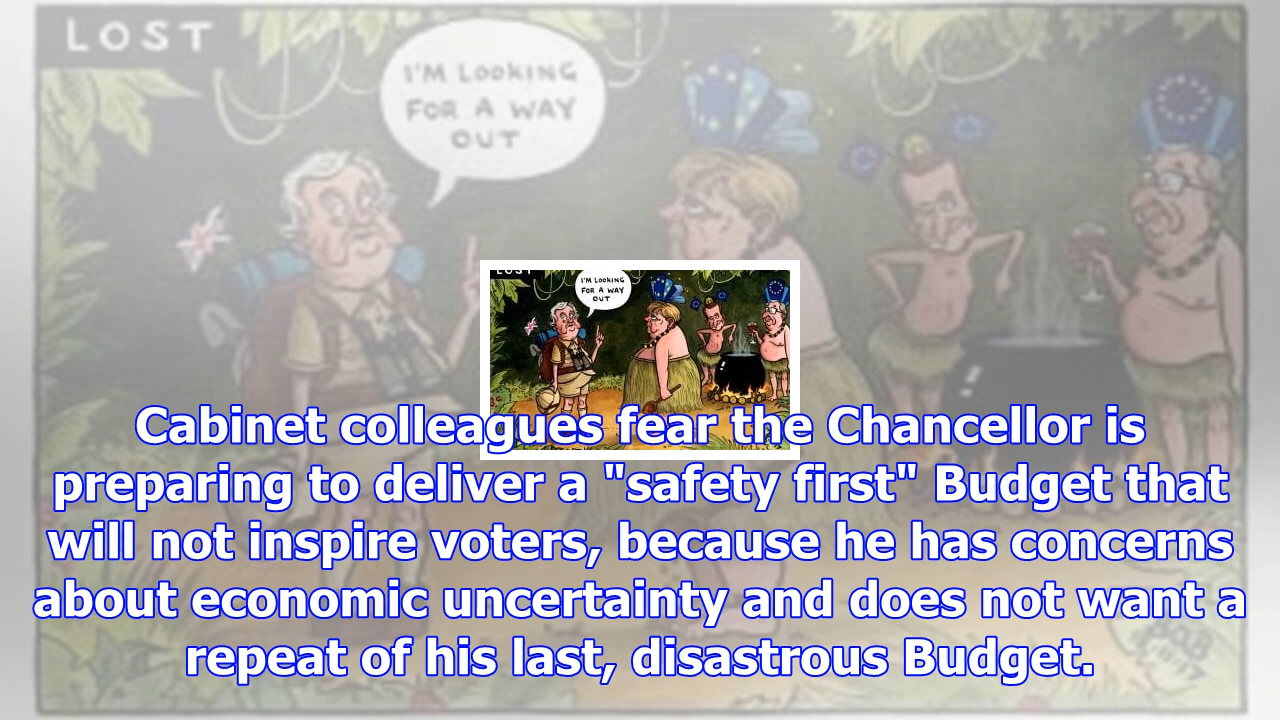 LOST
I'M LOOKING
FOR A WAY
OUT
LOST
I'M LOOKING
FOR A WAY
OUT
Cabinet colleagues fear the Chancellor is
preparing to deliver a "safety first" Budget that
will not inspire voters, because he has concerns
about economic uncertainty and does not want a
repeat of his last, disastrous Budget.